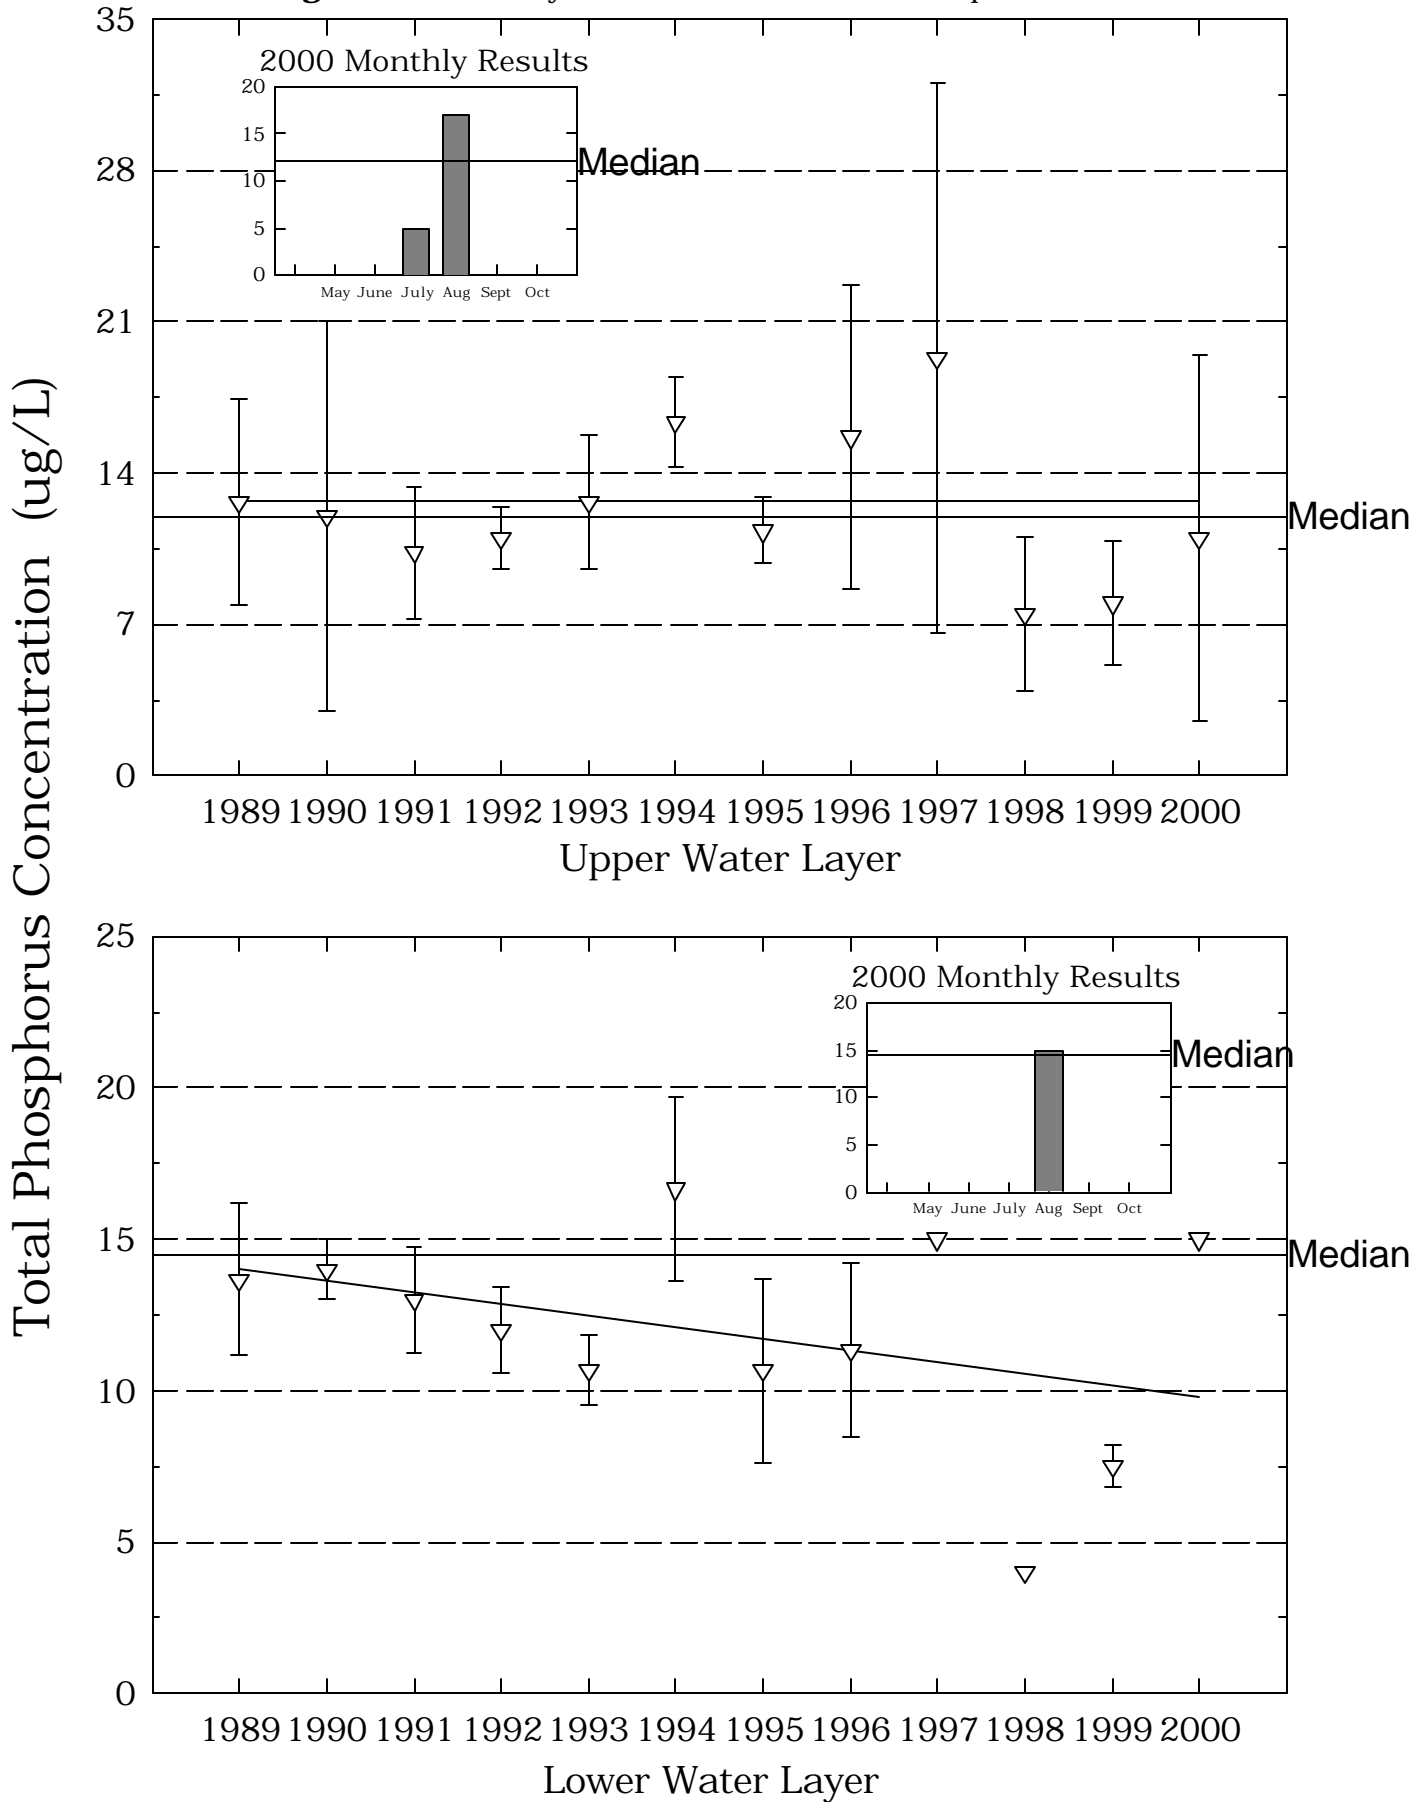 35
2000 Monthly Results
20
15
Median
28
10
5
0
May June July Aug Sept Oct
21
14
Median
7
0
1989 1990 1991 1992 1993 1994 1995 1996 1997 1998 1999 2000
Upper Water Layer
Total Phosphorus Concentration (ug/L)
25
2000 Monthly Results
20
15
Median
20
10
5
0
May June July Aug Sept Oct
15
Median
10
5
0
1989 1990 1991 1992 1993 1994 1995 1996 1997 1998 1999 2000
Lower Water Layer